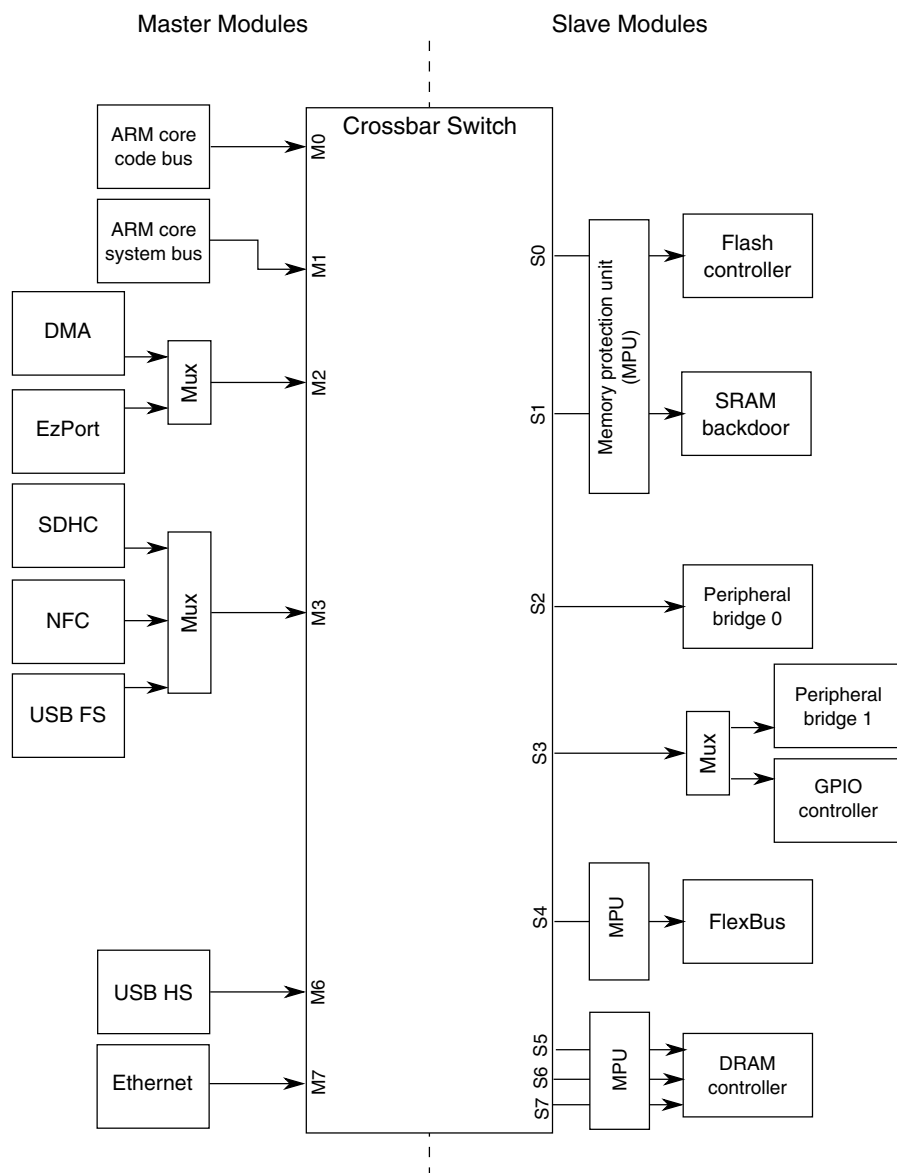 Master Modules
Slave Modules
Crossbar Switch
ARM core
code bus
M0
ARM core
system bus
M1
DMA
EzPort
Mux
M2
SDHC
NFC
USB FS
Mux
M3
USB HS
M6
Ethernet
M7
S0
S1
Memory protection unit
(MPU)
Flash
controller
SRAM
backdoor
S2
Peripheral
bridge 0
S3
Mux
Peripheral
bridge 1
GPIO
controller
S4
MPU
FlexBus
S5
S6
S7
MPU
DRAM
controller